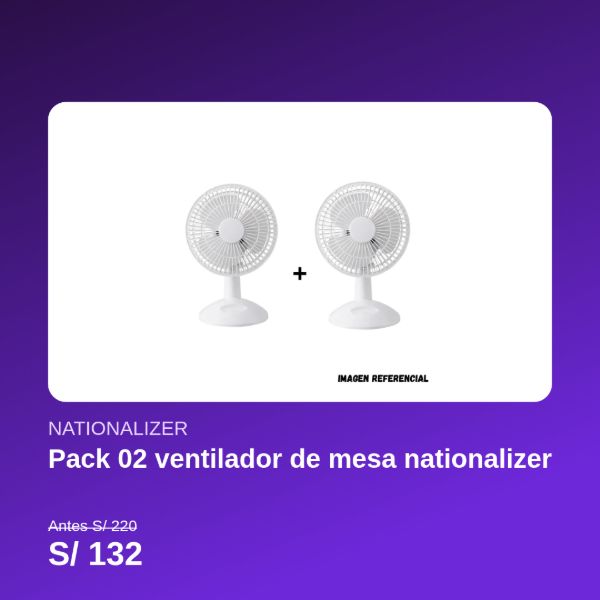 +
IMAGEN REFERENCIAL
NATIONALIZER
Pack 02 ventilador de mesa nationalizer
Antes S/ 220
S/ 132